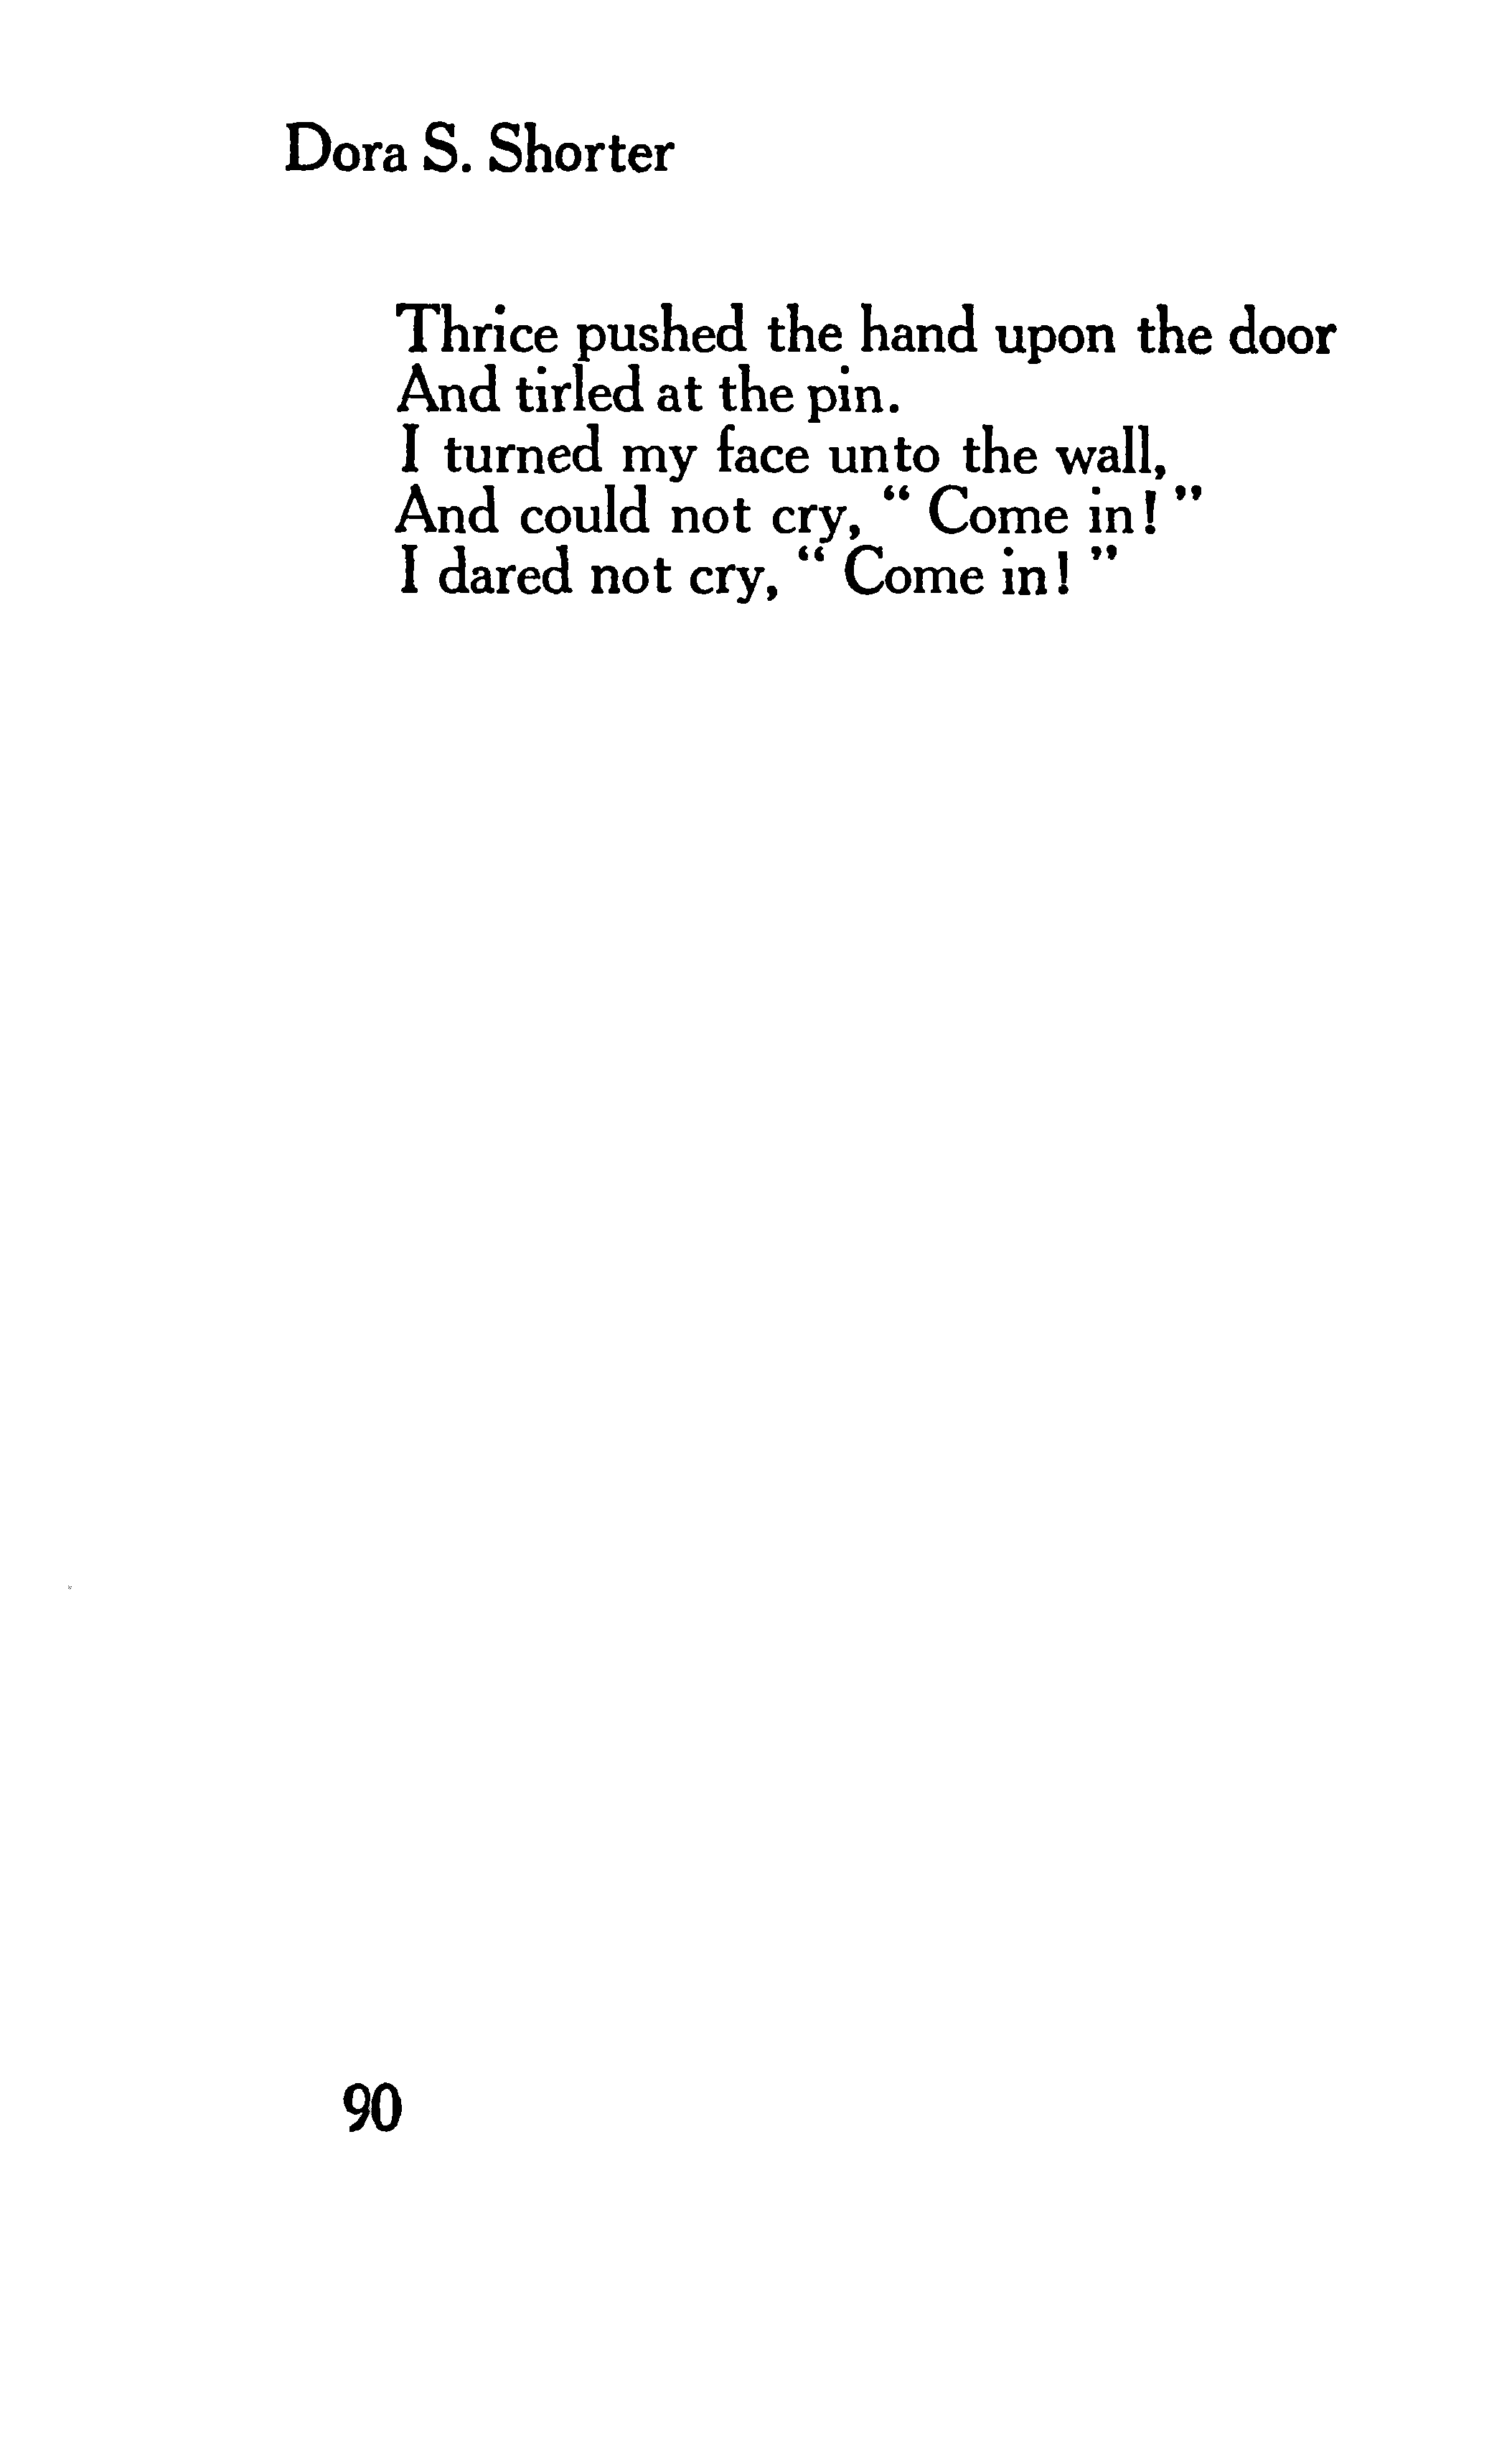 Dora S. Shorter
Thrice pushed the hand upon the door
And tirled at the pin.
I turned my face unto the wall,
And could not cry, “ Come in! ”
I dared not cry, “ Come in! ”
90